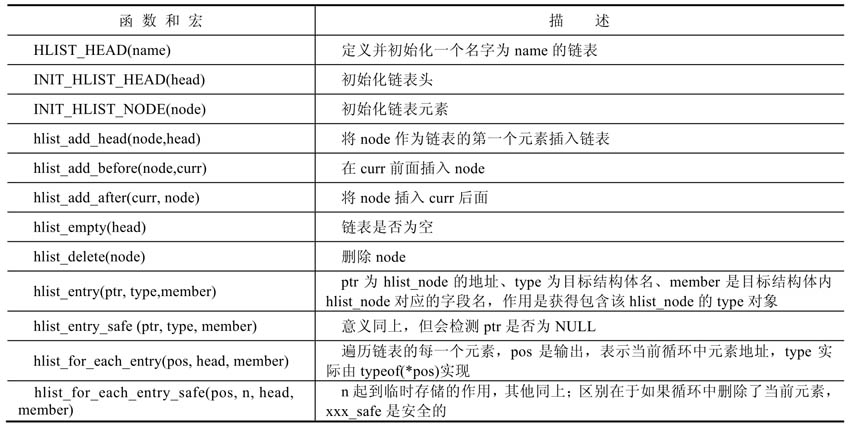 函 数 和 宏 描 述
HLIST_HEAD(name) 定义并初始化一个名字为 name 的链表
INIT_HLIST_HEAD(head) 初始化链表头
INIT_HLIST_NODE(node) 初始化链表元素
hlist_add_head(node,head) 将 node 作为链表的第一个元素插入链表
hlist_add_before(node,curr) 在 curr 前面插入 node
hlist_add_after(curr, node) 将 node 插入 curr 后面
hlist_empty(head) 链表是否为空
hlist_delete(node) 删除 node
hlist_entry(ptr, type,member) ptr 为 hlist_node 的地址、type 为目标结构体名、member 是目标结构体内
hlist_node 对应的字段名，作用是获得包含该 hlist_node 的 type 对象
hlist_entry_safe (ptr, type, member) 意义同上，但会检测 ptr 是否为 NULL
hlist_for_each_entry(pos, head, member) 遍历链表的每一个元素，pos 是输出，表示当前循环中元素地址，type 实
际由 typeof(*pos)实现
hlist_for_each_entry_safe(pos, n, head, n 起到临时存储的作用，其他同上；区别在于如果循环中删除了当前元素，
member) xxx_safe 是安全的